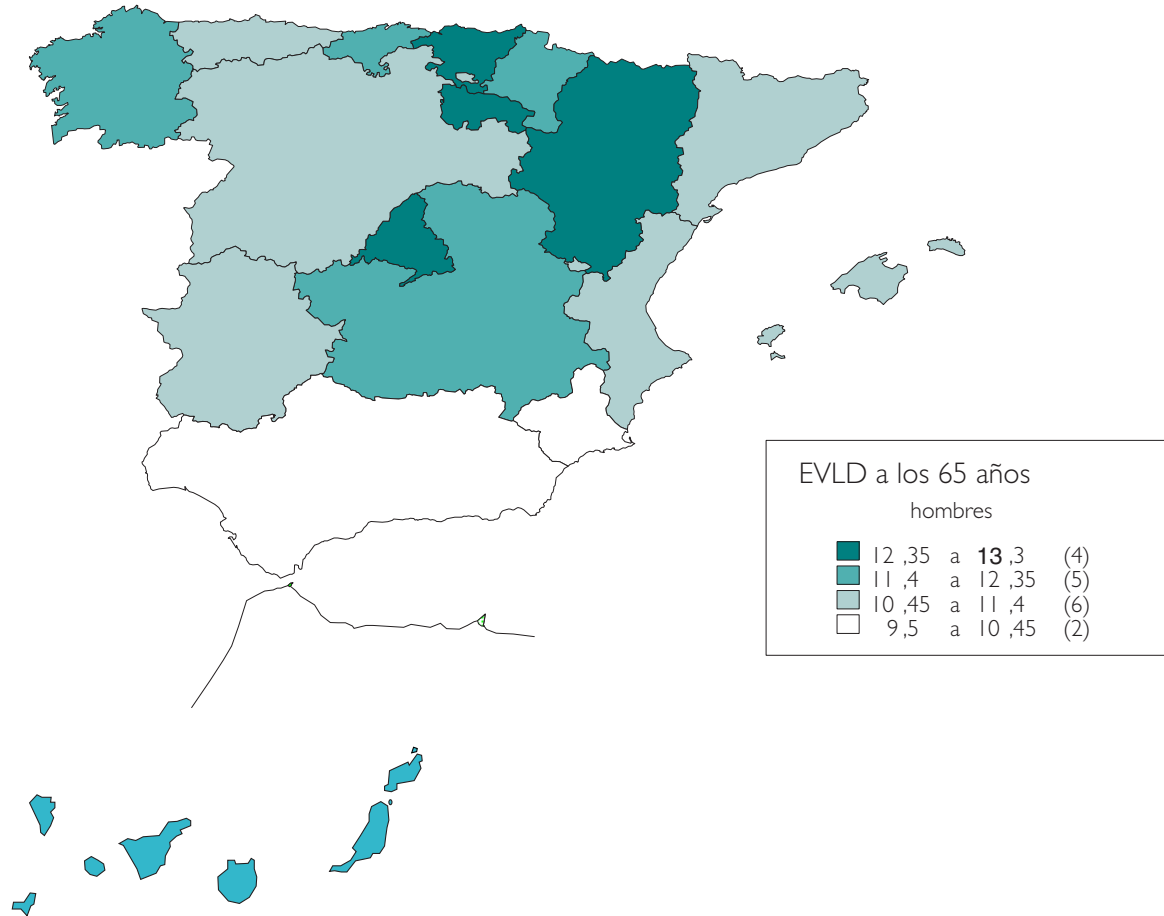 EVLD a los 65 años
hombres
12 ,35 a 13 ,3 (4)
11 ,4 a 12 ,35 (5)
10 ,45 a 11 ,4 (6)
9,5 a 10 ,45 (2)